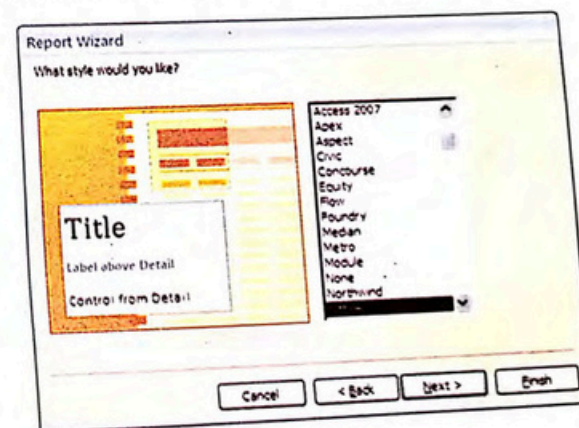 Report Wizard
What style would you like?
Title
Label above Detail
Control from Detail
Access 2007
Apex
Aspect
Civic
Concourse
Equity
Flow
Foundry
Median
Metro
Module
None
Northwind
Cancel
< Back
Next >
Finish